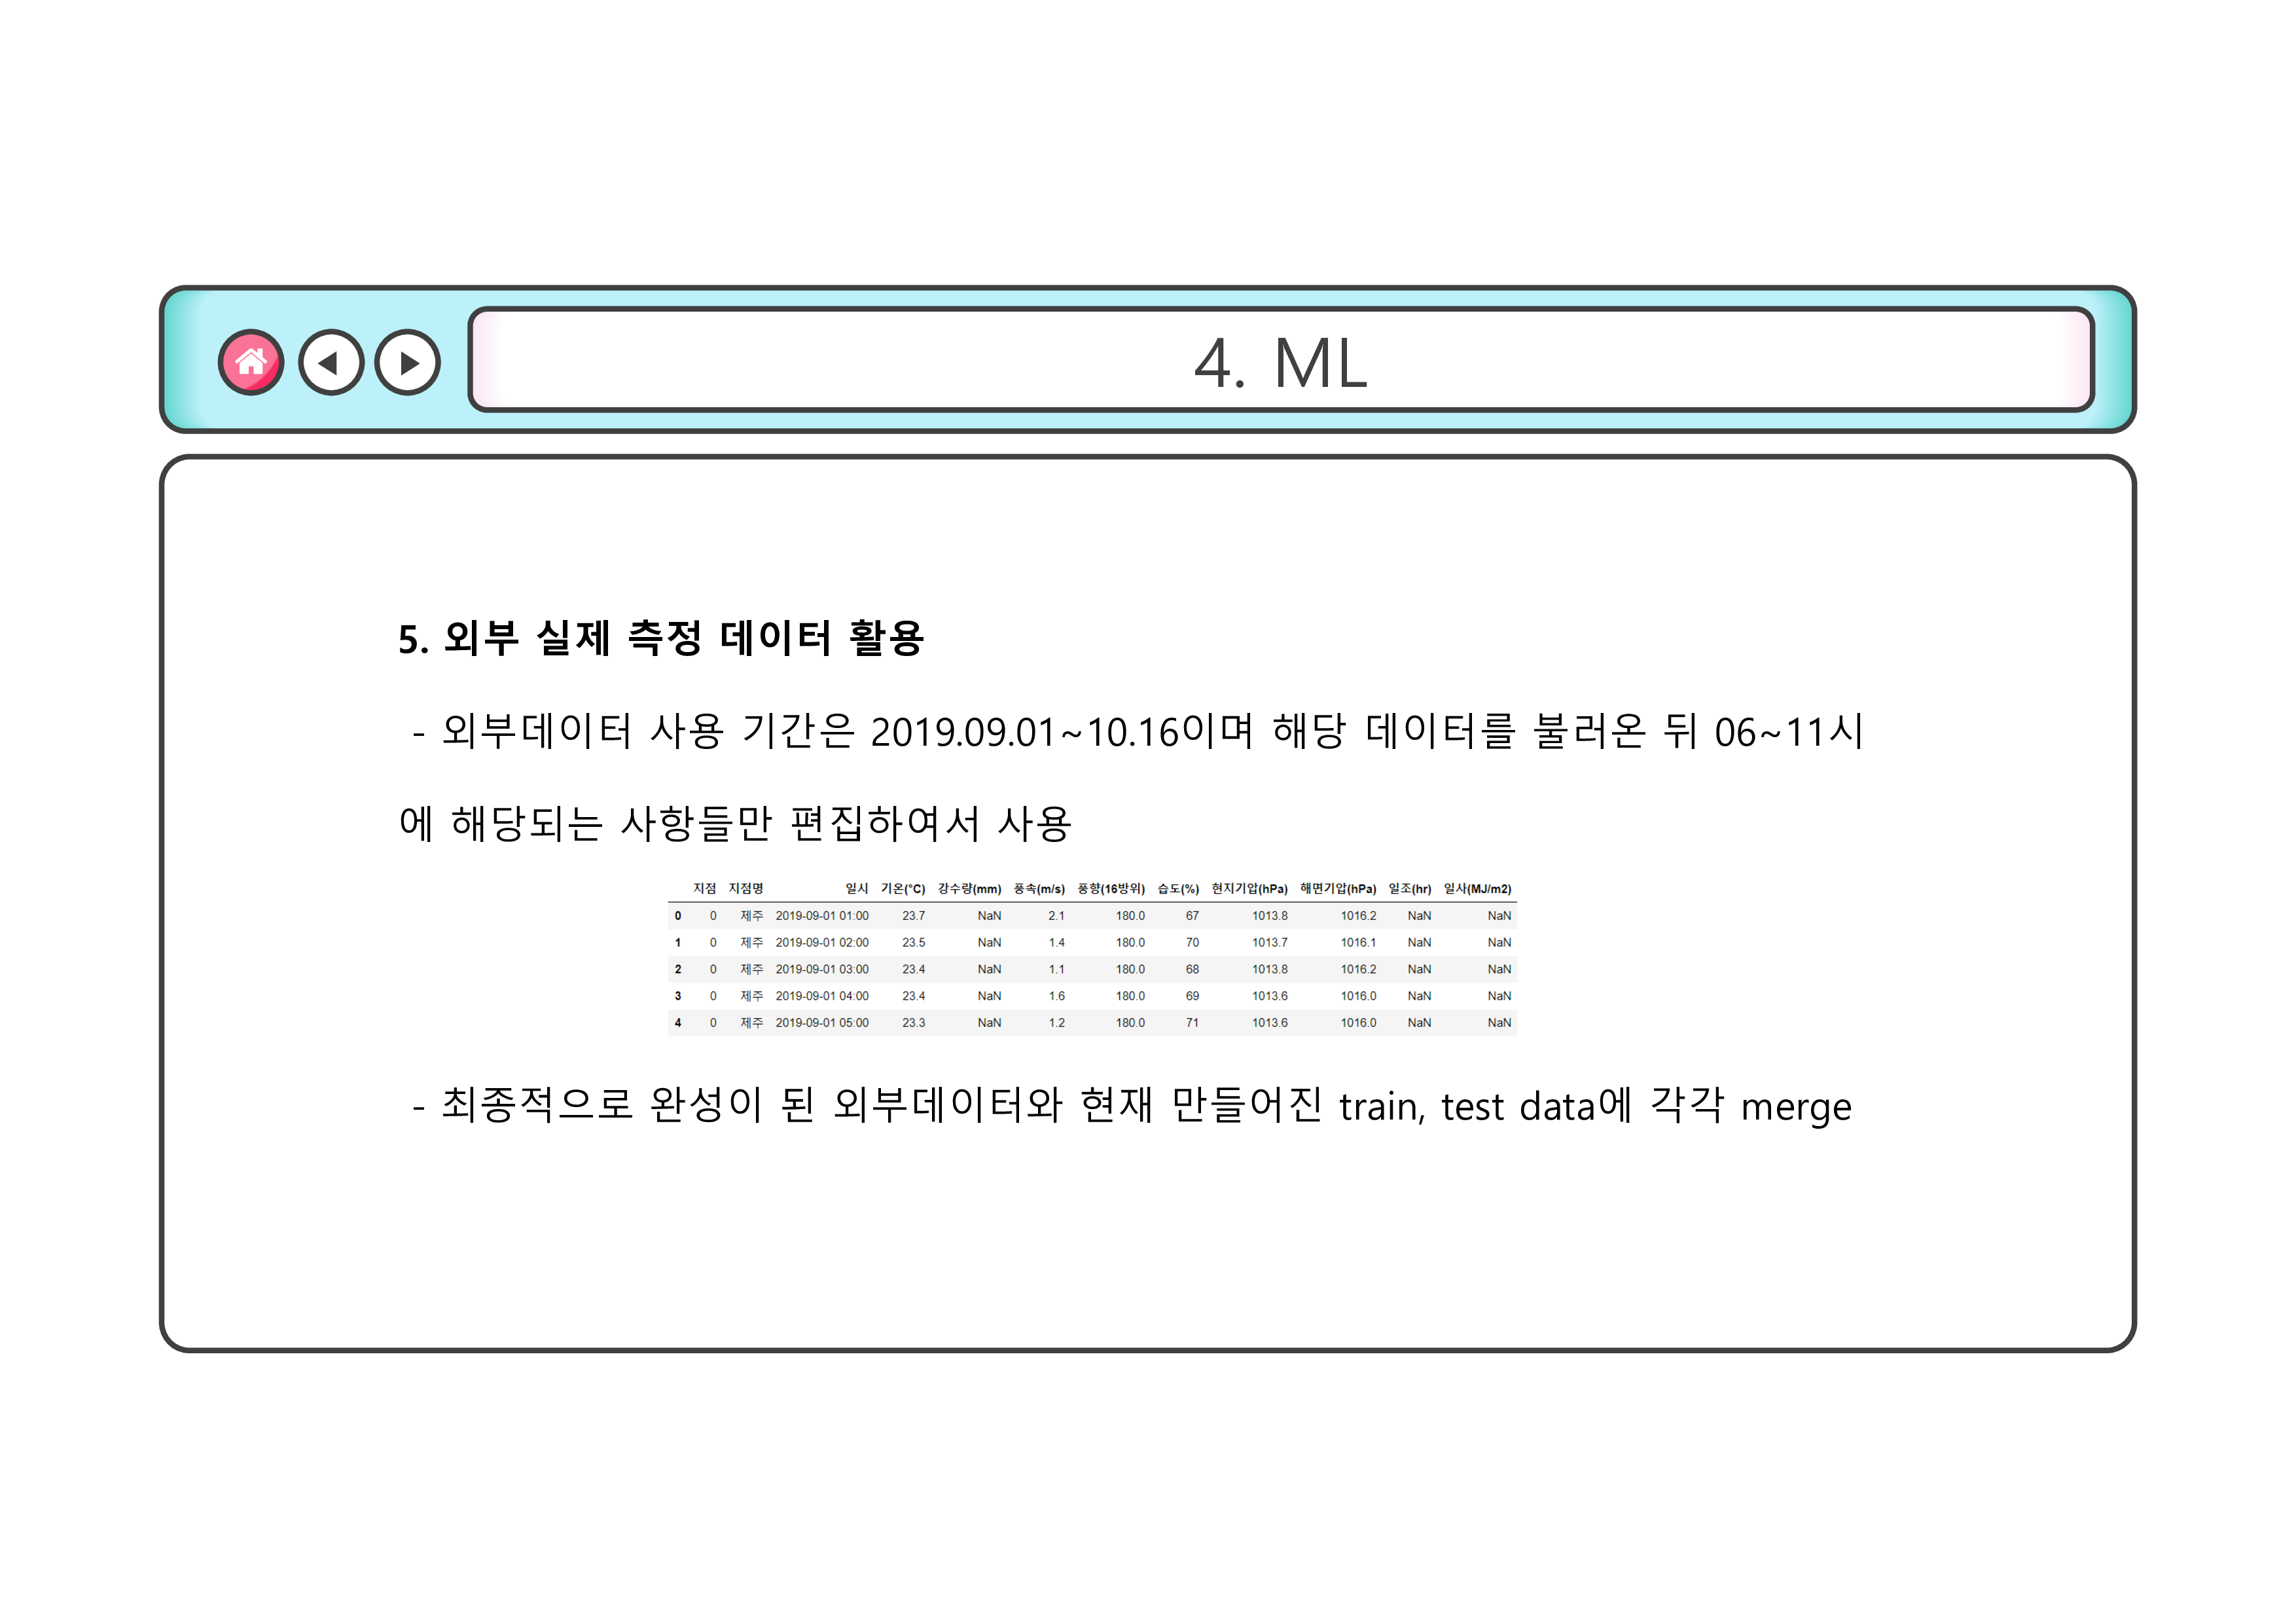 4. ML
5. 외부 실제 측정 데이터 활용
- 외부데이터 사용 기간은 2019.09.01~10.16이며 해당 데이터를 불러온 뒤 06~11시
에 해당되는 사항들만 편집하여서 사용
지점 지점명 일시 기온(°C) 강수량(mm) 풍속(m/s) 풍향(16방위) 습도(%) 현지기압(hPa) 해면기압(hPa) 일조(hr) 일사(MJ/m2)
0 0 제주 2019-09-01 01:00 23.7 NaN 2.1 180.0 67 1013.8 1016.2 NaN NaN
1 0 제주 2019-09-01 02:00 23.5 NaN 1.4 180.0 70 1013.7 1016.1 NaN NaN
2 0 제주 2019-09-01 03:00 23.4 NaN 1.1 180.0 68 1013.8 1016.2 NaN NaN
3 0 제주 2019-09-01 04:00 23.4 NaN 1.6 180.0 69 1013.6 1016.0 NaN NaN
4 0 제주 2019-09-01 05:00 23.3 NaN 1.2 180.0 71 1013.6 1016.0 NaN NaN
- 최종적으로 완성이 된 외부데이터와 현재 만들어진 train, test data에 각각 merge